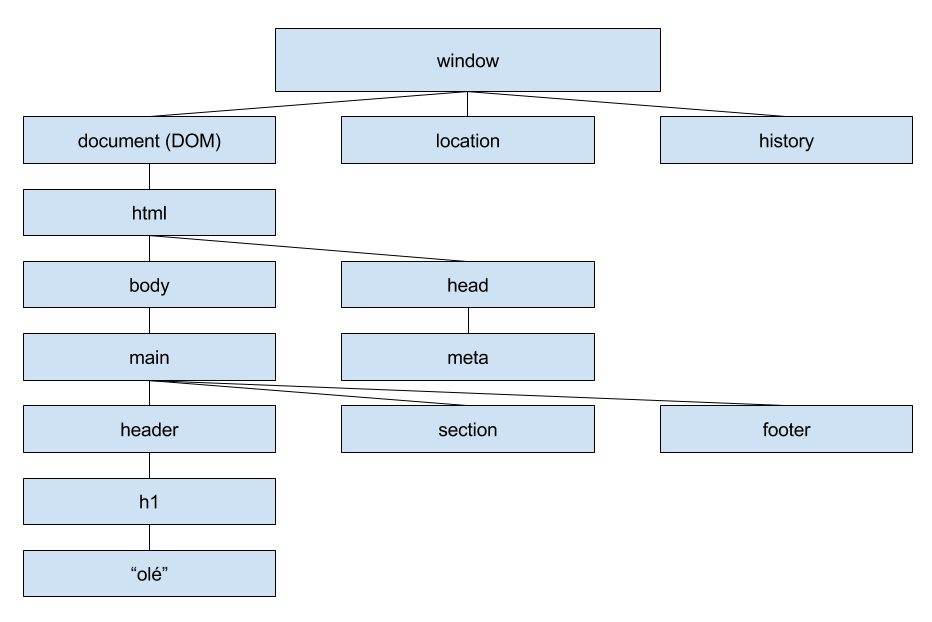 window
document (DOM)
location
history
html
body
head
main
meta
header
section
footer
h1
“olé”